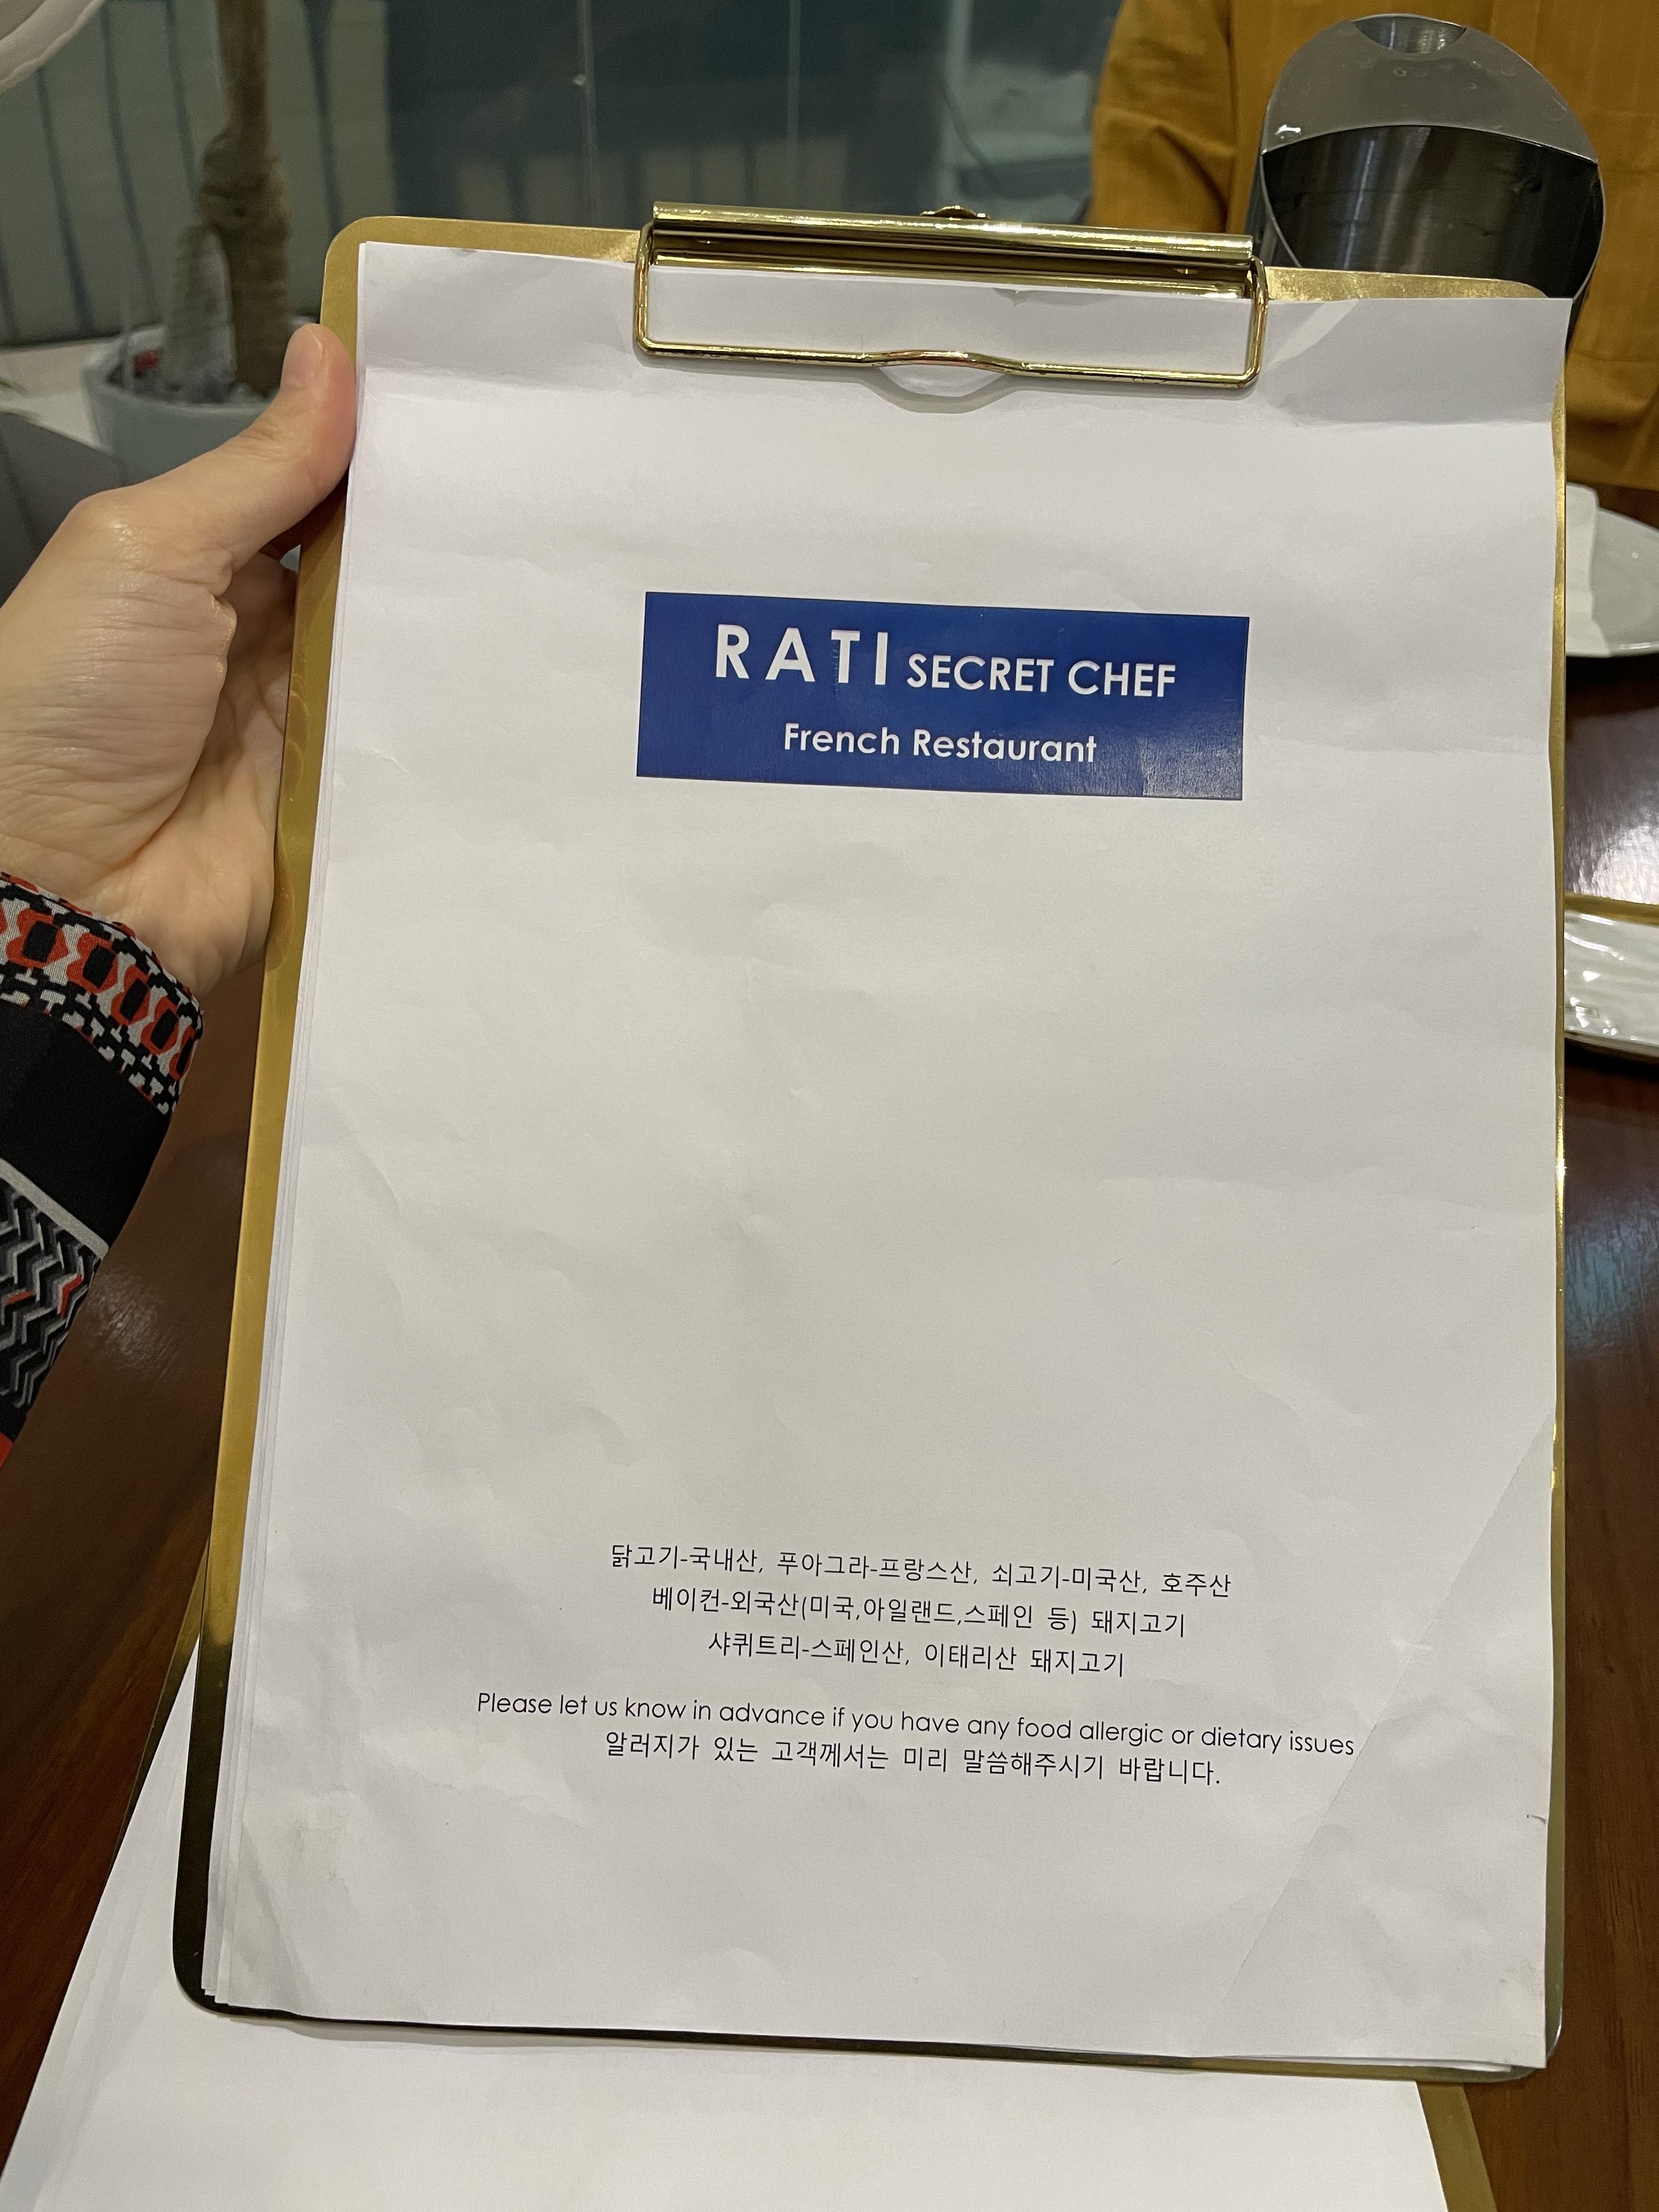 RATI SECRET CHEF
French Restaurant
닭고기-국내산, 푸아그라-프랑스산, 쇠고기-미국산, 호주산
베이컨-외국산(미국,아일랜드,스페인 등) 돼지고기
샤퀴트리-스페인산, 이태리산 돼지고기
Please let us know in advance if you have any food allergic or dietary issues
알러지가 있는 고객께서는 미리 말씀해주시기 바랍니다.